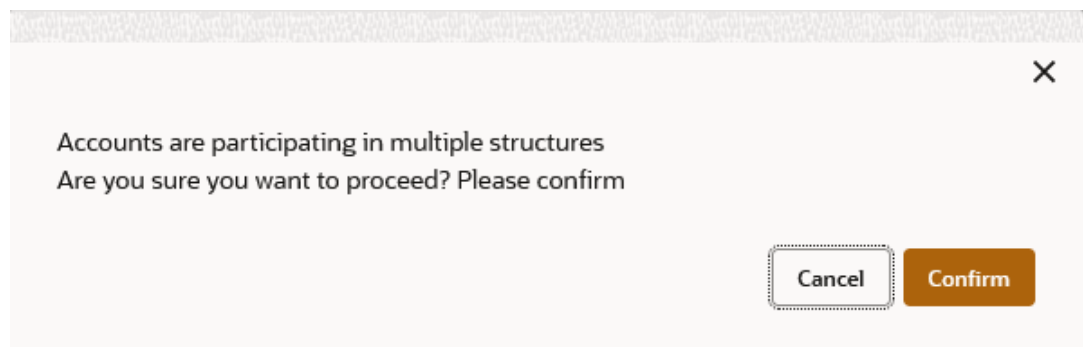 Accounts are participating in multiple structures
Are you sure you want to proceed? Please confirm
Cancel
Confirm